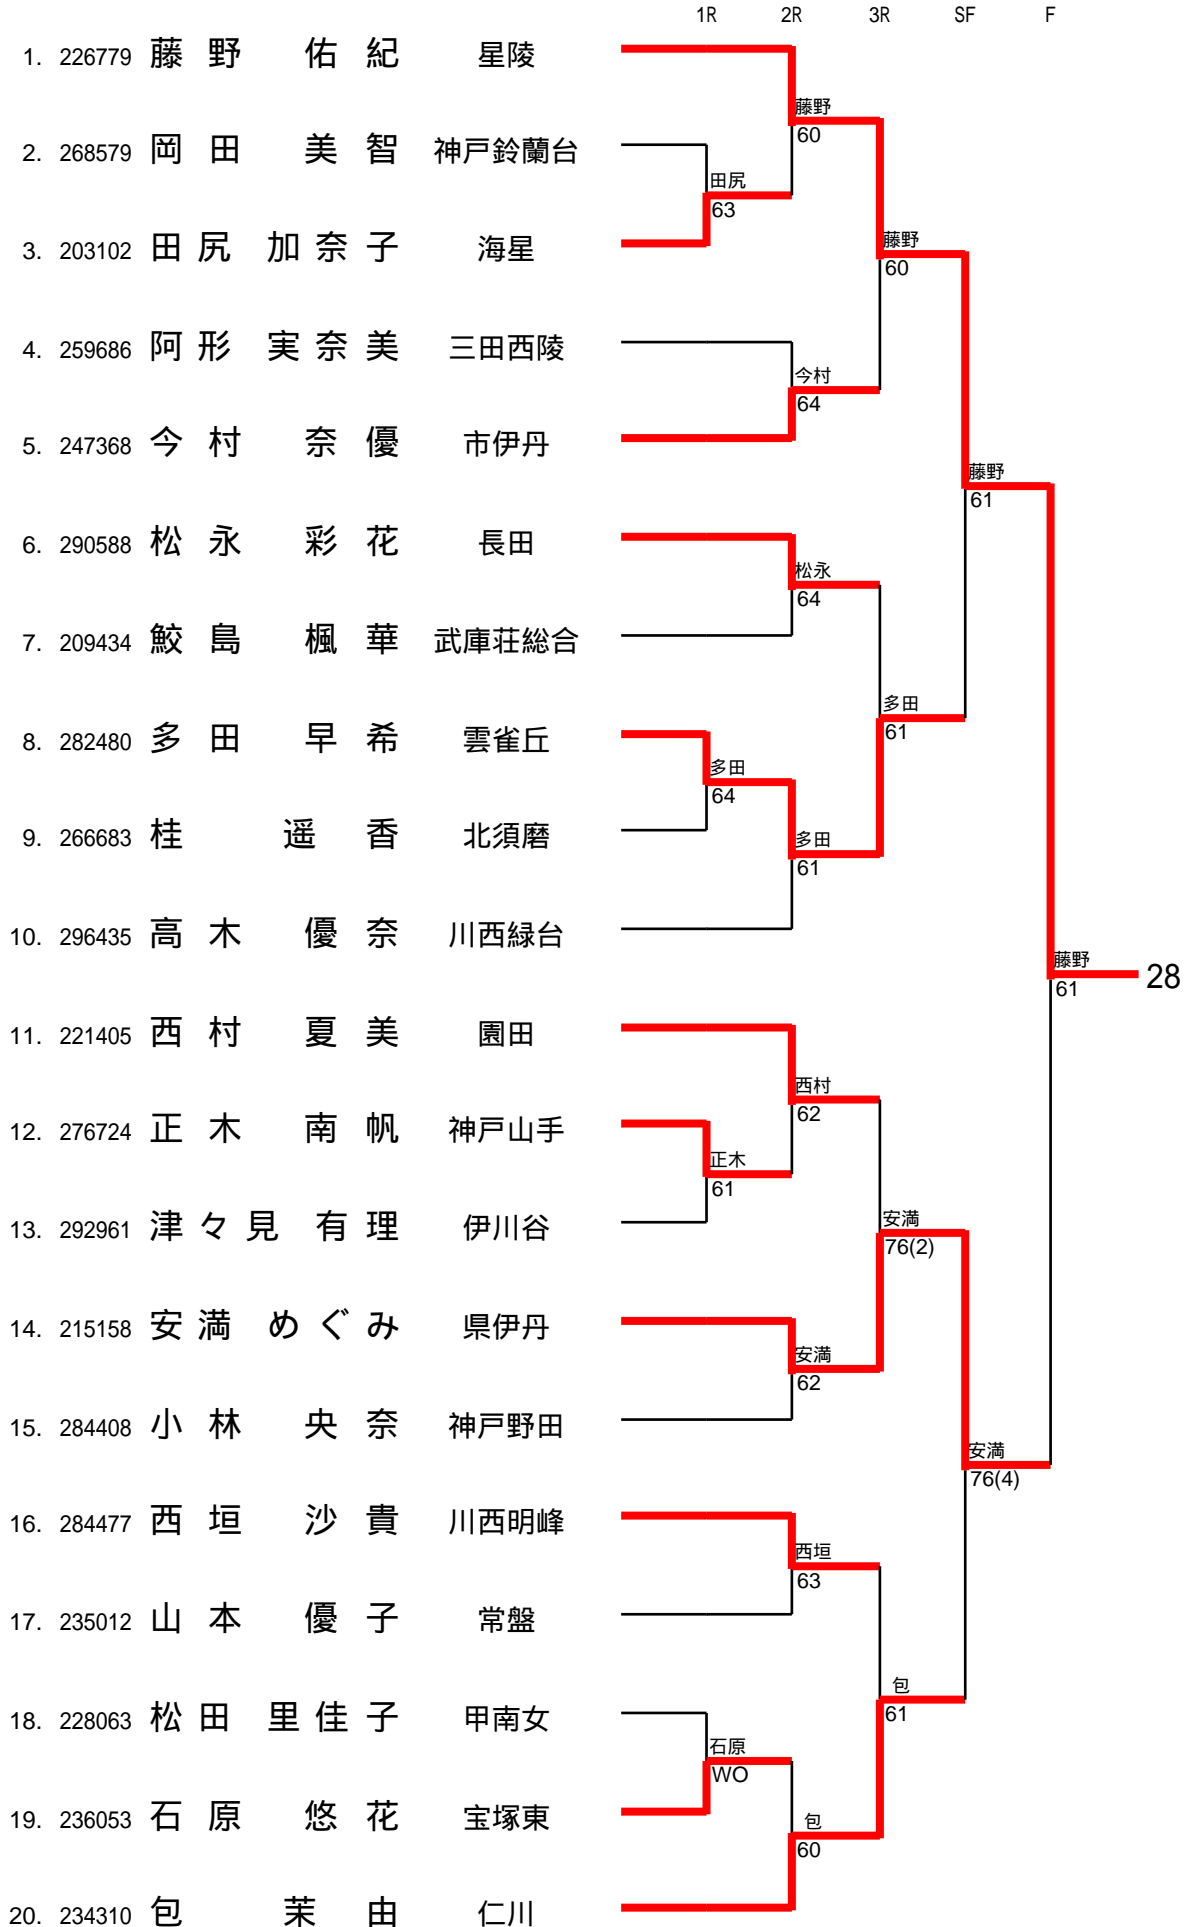 1R 2R 3R SF F
1. 226779 藤野 佑紀 星陵
藤野
60
2. 268579 岡田 美智 神戸鈴蘭台
田尻
63
3. 203102 田尻 加奈子 海星
藤野
60
4. 259686 阿形 実奈美 三田西陵
今村
64
5. 247368 今村 奈優 市伊丹
藤野
61
6. 290588 松永 彩花 長田
松永
64
7. 209434 鮫島 楓華 武庫荘総合
多田
61
8. 282480 多田 早希 雲雀丘
多田
64
9. 266683 桂 遥香 北須磨
多田
61
10. 296435 高木 優奈 川西緑台
藤野
61
28
11. 221405 西村 夏美 園田
西村
62
12. 276724 正木 南帆 神戸山手
正木
61
13. 292961 津々見 有理 伊川谷
安満
76(2)
14. 215158 安満 めぐみ 県伊丹
安満
62
15. 284408 小林 央奈 神戸野田
安満
76(4)
16. 284477 西垣 沙貴 川西明峰
西垣
63
17. 235012 山本 優子 常盤
包
61
18. 228063 松田 里佳子 甲南女
石原
WO
19. 236053 石原 悠花 宝塚東
包
60
20. 234310 包 茉由 仁川